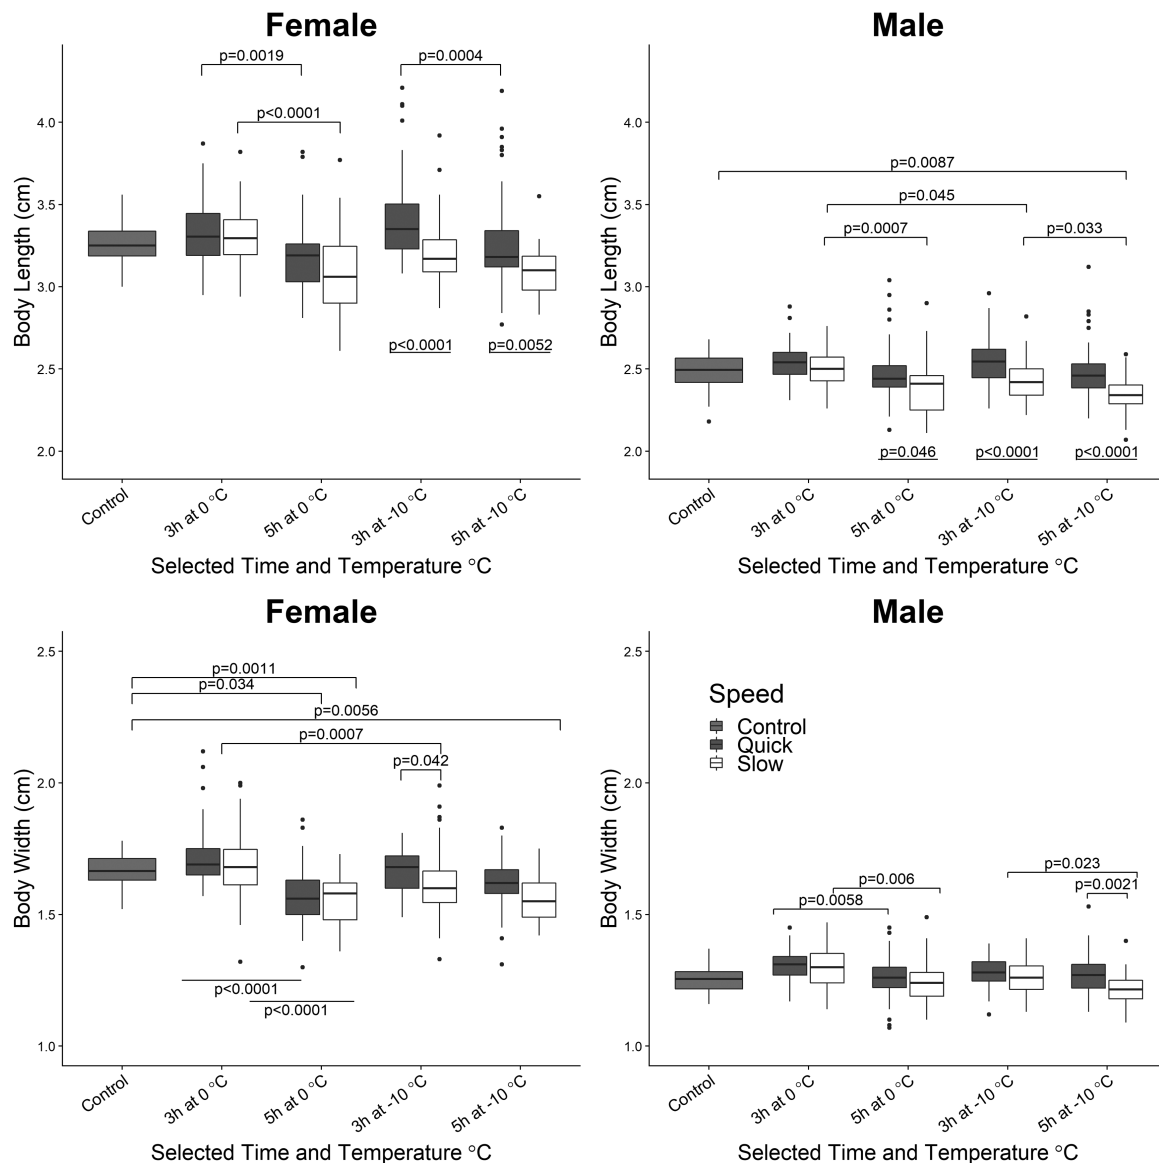 Female
Male
p=0.0019
p=0.0004
p<0.0001
p<0.0001
p=0.0052
4.0
3.5
3.0
2.5
2.0
Body Length (cm)
Control
3h at 0 °C
5h at 0 °C
3h at -10 °C
5h at -10 °C
Selected Time and Temperature °C
p=0.0087
p=0.045
p=0.0007
p=0.033
p=0.046
p<0.0001
p<0.0001
4.0
3.5
3.0
2.5
2.0
Body Length (cm)
Control
3h at 0 °C
5h at 0 °C
3h at -10 °C
5h at -10 °C
Selected Time and Temperature °C
Female
Male
p=0.0011
p=0.034
p=0.0056
p=0.0007
p=0.042
p<0.0001
p<0.0001
2.5
2.0
1.5
1.0
Body Width (cm)
Control
3h at 0 °C
5h at 0 °C
3h at -10 °C
5h at -10 °C
Selected Time and Temperature °C
Speed
Control
Quick
Slow
p=0.023
p=0.006
p=0.0021
p=0.0058
2.5
2.0
1.5
1.0
Body Width (cm)
Control
3h at 0 °C
5h at 0 °C
3h at -10 °C
5h at -10 °C
Selected Time and Temperature °C